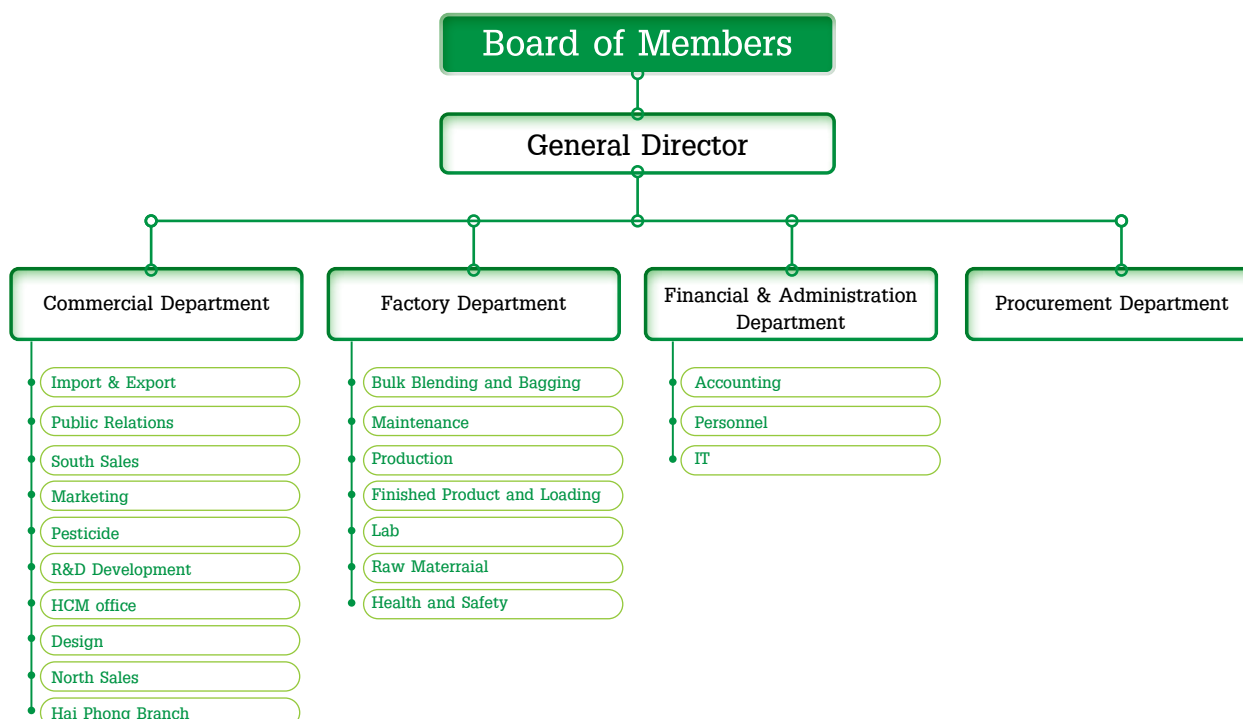 Board of Members
General Director
Commercial Department
Factory Department
Financial & Administration
Department
Procurement Department
Import & Export
Public Relations
South Sales
Marketing
Pesticide
R&D Development
HCM office
Design
North Sales
Hai Phong Branch
Bulk Blending and Bagging
Maintenance
Production
Finished Product and Loading
Lab
Raw Materraial
Health and Safety
Accounting
Personnel
IT